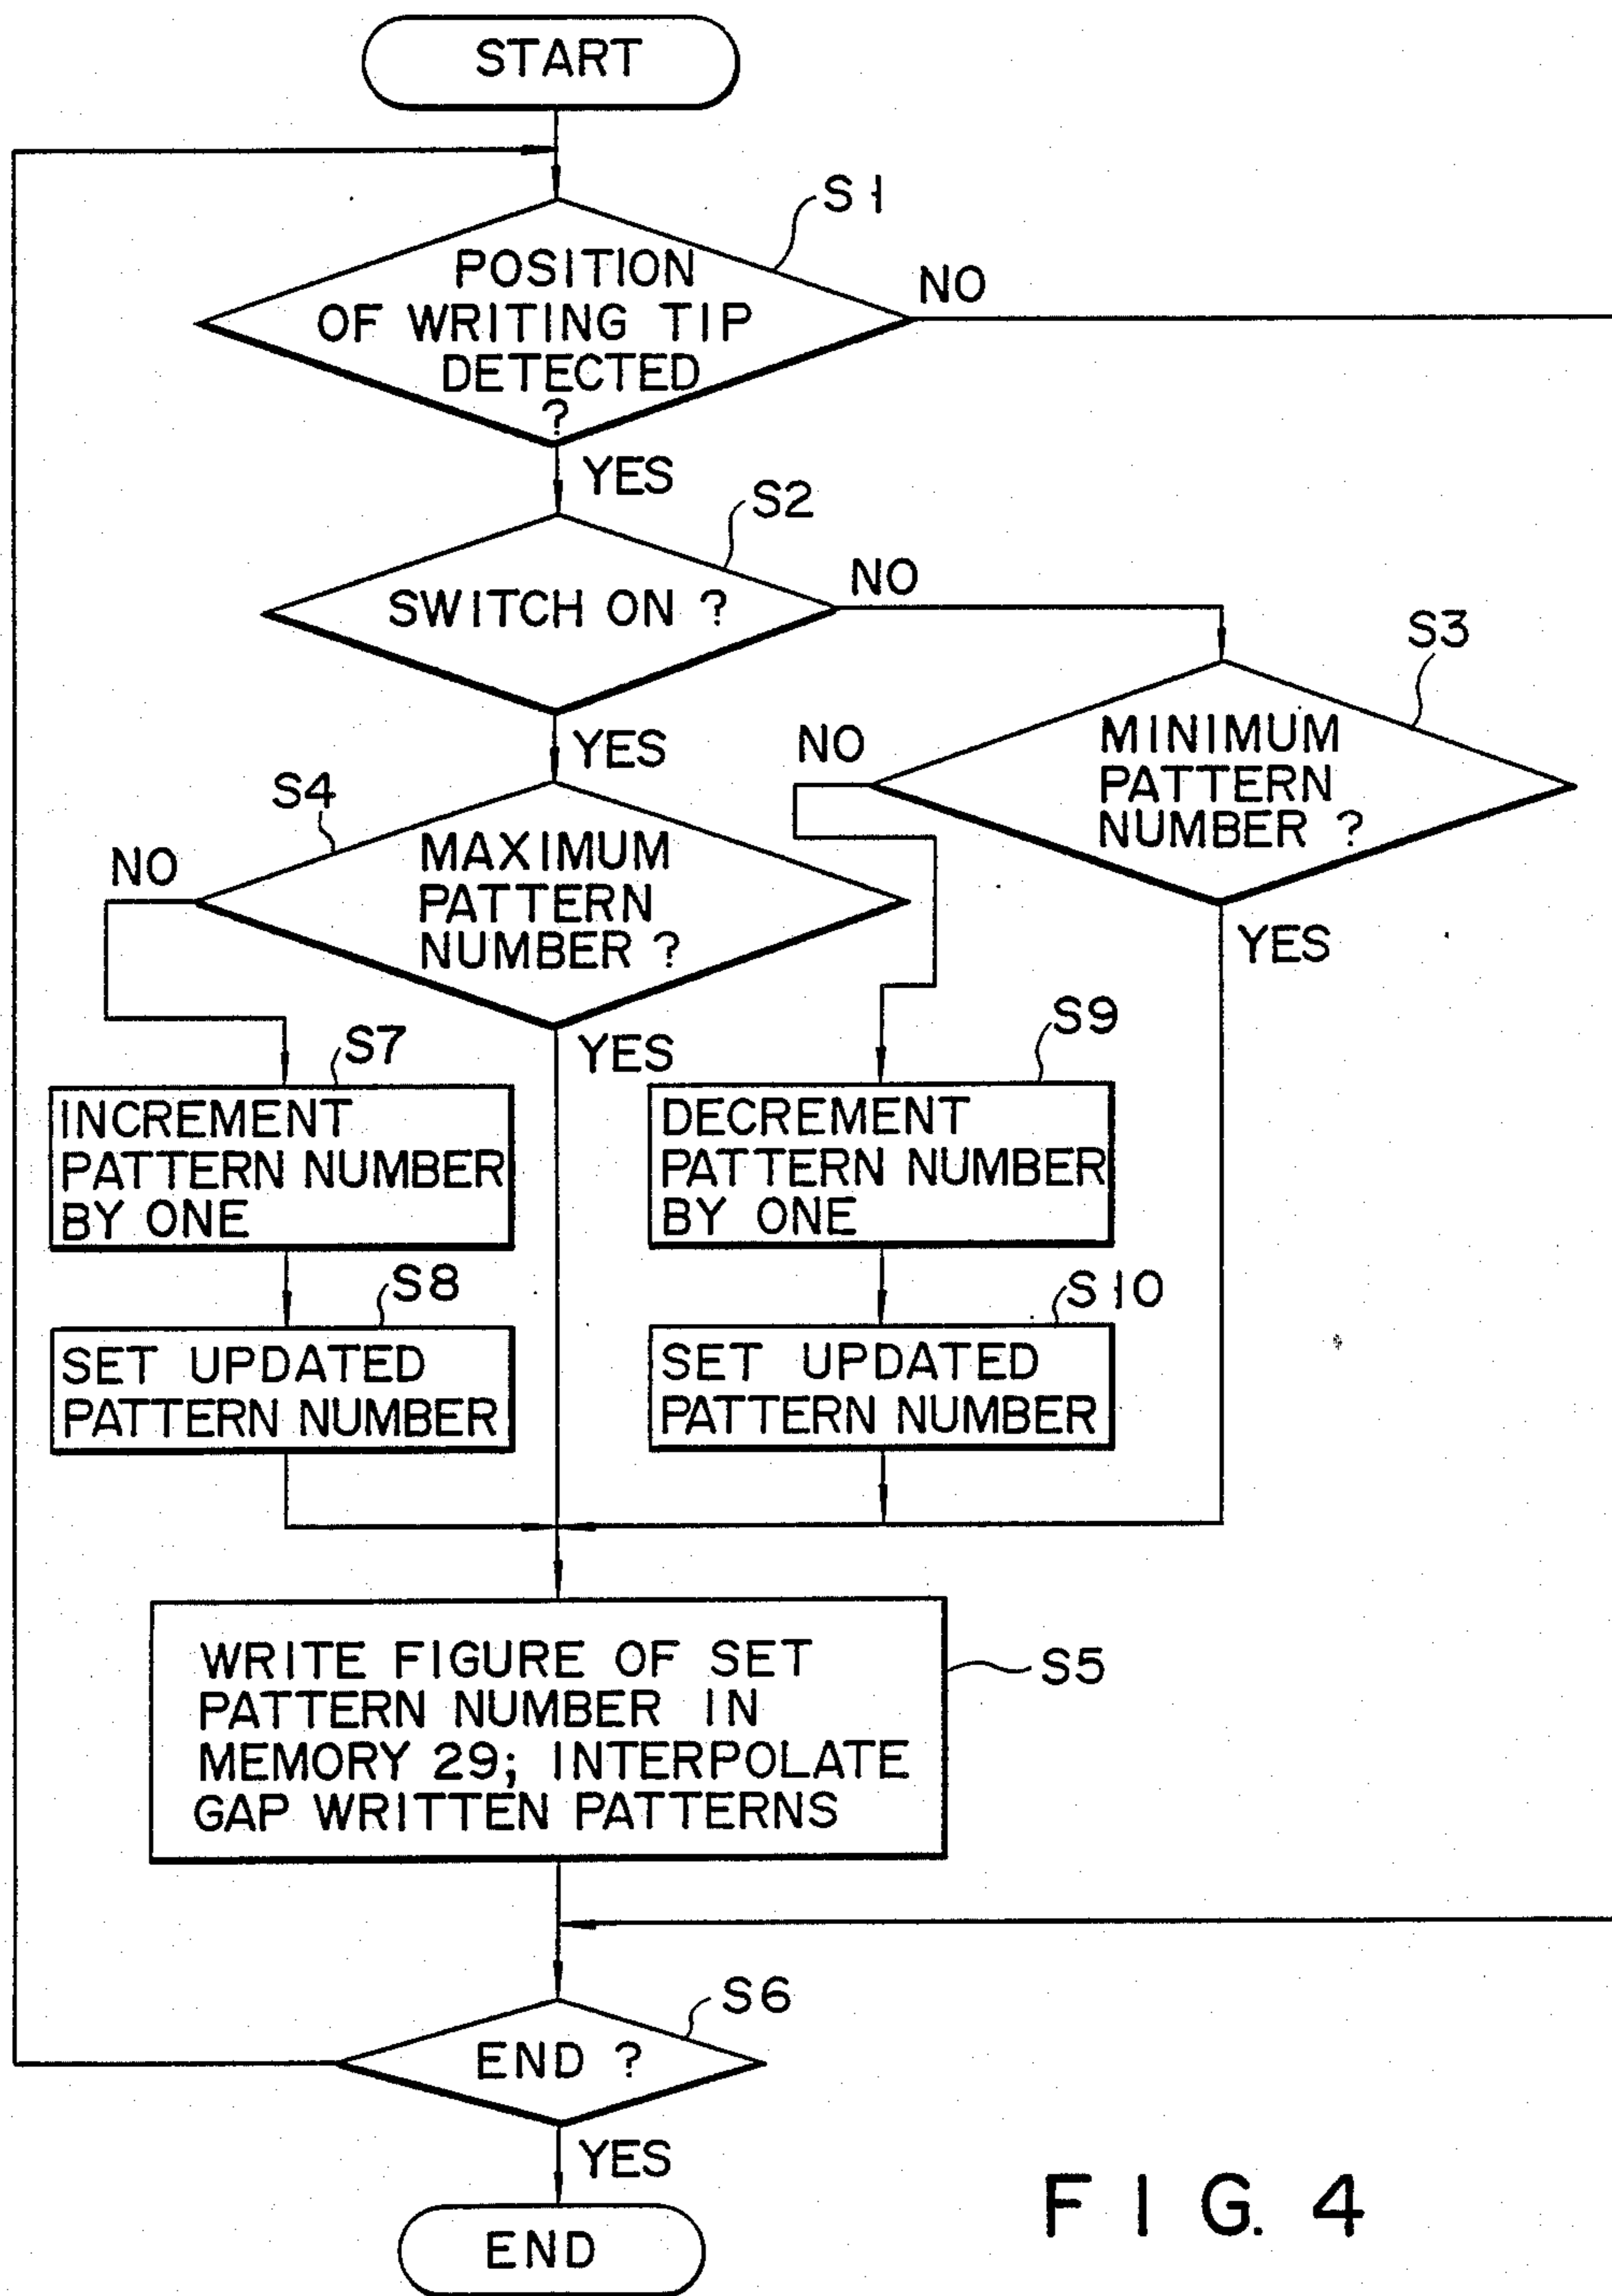 START
S1
POSITION
OF WRITING TIP
DETECTED
?
NO
YES
S2
SWITCH ON ?
NO
S3
YES
NO
MINIMUM
PATTERN
NUMBER ?
S4
NO
MAXIMUM
PATTERN
NUMBER ?
YES
YES
S7
S9
INCREMENT
PATTERN NUMBER
BY ONE
DECREMENT
PATTERN NUMBER
BY ONE
S8
S10
SET UPDATED
PATTERN NUMBER
SET UPDATED
PATTERN NUMBER
WRITE FIGURE OF SET
PATTERN NUMBER IN
MEMORY 29; INTERPOLATE
GAP WRITTEN PATTERNS
S5
S6
END ?
YES
END
FIG. 4